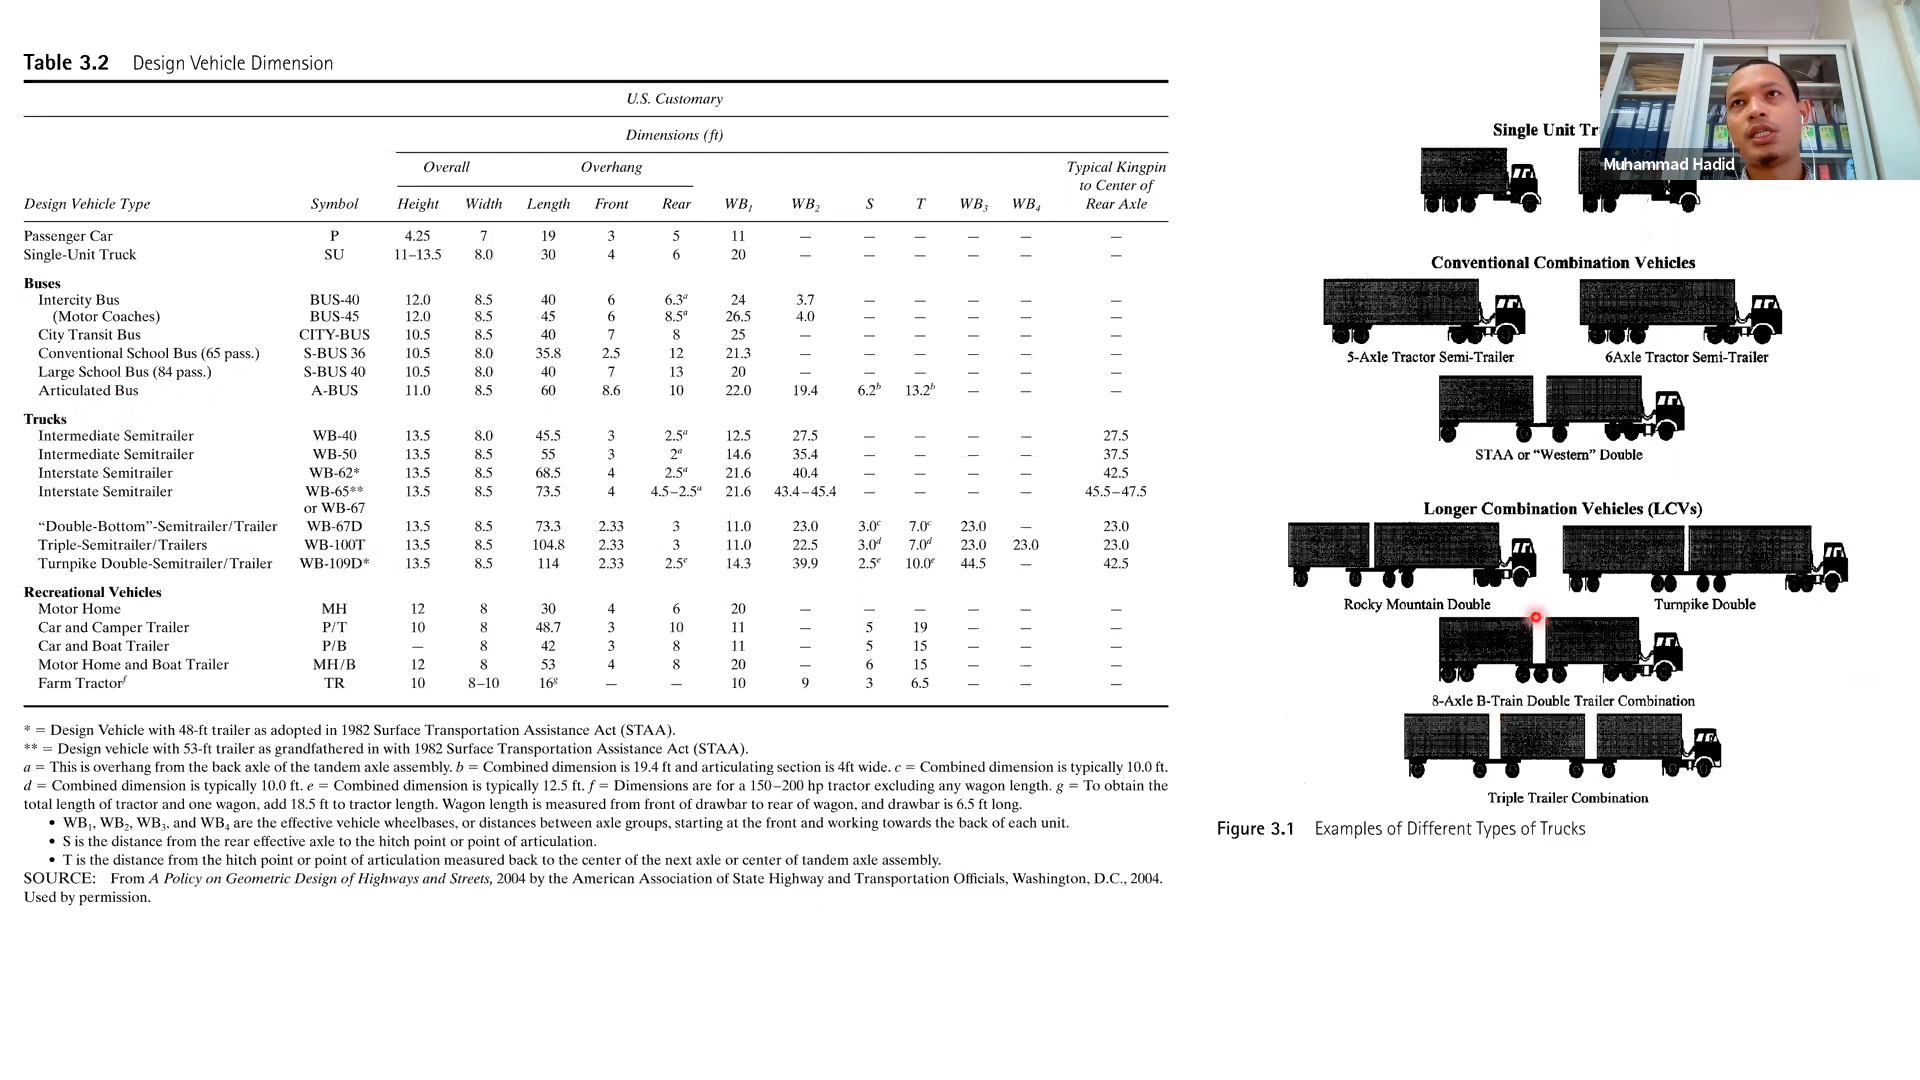 Table 3.2 Design Vehicle Dimension
U.S. Customary
Dimensions (ft)
Overall Overhang Typical Kingpin
to Center of
Design Vehicle Type Symbol Height Width Length Front Rear WB₁ WB₂ S T WB₃ WB₄ Rear Axle
Passenger Car P 4.25 7 19 3 5 11 — — — — — —
Single-Unit Truck SU 11–13.5 8.0 30 4 6 20 — — — — — —
Buses
Intercity Bus BUS-40 12.0 8.5 40 6 6.3ᵃ 24 3.7 — — — — —
(Motor Coaches) BUS-45 12.0 8.5 45 6 8.5ᵃ 26.5 4.0 — — — — —
City Transit Bus CITY-BUS 10.5 8.5 40 7 8 25 — — — — — —
Conventional School Bus (65 pass.) S-BUS 36 10.5 8.0 35.8 2.5 12 21.3 — — — — — —
Large School Bus (84 pass.) S-BUS 40 10.5 8.0 40 7 13 20 — — — — — —
Articulated Bus A-BUS 11.0 8.5 60 8.6 10 22.0 19.4 6.2ᵇ 13.2ᵇ — — —
Trucks
Intermediate Semitrailer WB-40 13.5 8.0 45.5 3 2.5ᵃ 12.5 27.5 — — — — 27.5
Intermediate Semitrailer WB-50 13.5 8.5 55 3 2ᵃ 14.6 35.4 — — — — 37.5
Interstate Semitrailer WB-62* 13.5 8.5 68.5 4 2.5ᵃ 21.6 40.4 — — — — 42.5
Interstate Semitrailer WB-65** 13.5 8.5 73.5 4 4.5–2.5ᵃ 21.6 43.4–45.4 — — — — 45.5–47.5
or WB-67
“Double-Bottom”-Semitrailer/Trailer WB-67D 13.5 8.5 73.3 2.33 3 11.0 23.0 3.0ᶜ 7.0ᶜ 23.0 — 23.0
Triple-Semitrailer/Trailers WB-100T 13.5 8.5 104.8 2.33 3 11.0 22.5 3.0ᵈ 7.0ᵈ 23.0 23.0 23.0
Turnpike Double-Semitrailer/Trailer WB-109D* 13.5 8.5 114 2.33 2.5ᵉ 14.3 39.9 2.5ᵉ 10.0ᵉ 44.5 — 42.5
Recreational Vehicles
Motor Home MH 12 8 30 4 6 20 — — — — — —
Car and Camper Trailer P/T 10 8 48.7 3 10 11 — 5 19 — — —
Car and Boat Trailer P/B — 8 42 3 8 11 — 5 15 — — —
Motor Home and Boat Trailer MH/B 12 8 53 4 8 20 — 6 15 — — —
Farm Tractorᶠ TR 10 8–10 16ᵍ — — 10 9 3 6.5 — — —
* = Design Vehicle with 48-ft trailer as adopted in 1982 Surface Transportation Assistance Act (STAA).
** = Design vehicle with 53-ft trailer as grandfathered in with 1982 Surface Transportation Assistance Act (STAA).
a = This is overhang from the back axle of the tandem axle assembly. b = Combined dimension is 19.4 ft and articulating section is 4ft wide. c = Combined dimension is typically 10.0 ft.
d = Combined dimension is typically 10.0 ft. e = Combined dimension is typically 12.5 ft. f = Dimensions are for a 150–200 hp tractor excluding any wagon length. g = To obtain the
total length of tractor and one wagon, add 18.5 ft to tractor length. Wagon length is measured from front of drawbar to rear of wagon, and drawbar is 6.5 ft long.
• WB₁, WB₂, WB₃, and WB₄ are the effective vehicle wheelbases, or distances between axle groups, starting at the front and working towards the back of each unit.
• S is the distance from the rear effective axle to the hitch point or point of articulation.
• T is the distance from the hitch point or point of articulation measured back to the center of the next axle or center of tandem axle assembly.
SOURCE: From A Policy on Geometric Design of Highways and Streets, 2004 by the American Association of State Highway and Transportation Officials, Washington, D.C., 2004.
Used by permission.
Single Unit Tr
Muhammad Hadid
Conventional Combination Vehicles
5-Axle Tractor Semi-Trailer 6Axle Tractor Semi-Trailer
STAA or “Western” Double
Longer Combination Vehicles (LCVs)
Rocky Mountain Double Turnpike Double
8-Axle B-Train Double Trailer Combination
Triple Trailer Combination
Figure 3.1 Examples of Different Types of Trucks